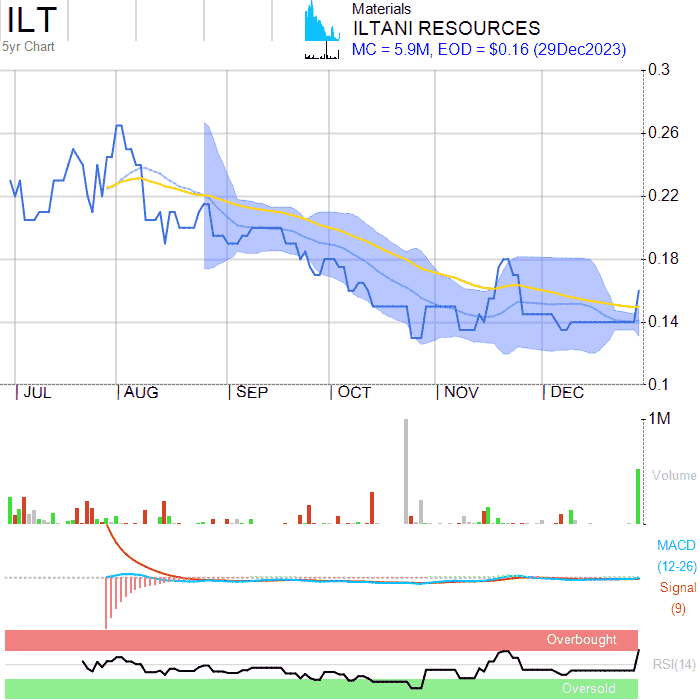 ILT
5yr Chart
Materials
ILTANI RESOURCES
MC = 5.9M, EOD = $0.16 (29Dec2023)
0.3
0.26
0.22
0.18
0.14
0.1
JUL AUG SEP OCT NOV DEC
1M
Volume
MACD
(12-26)
Signal
(9)
Overbought
RSI(14)
Oversold